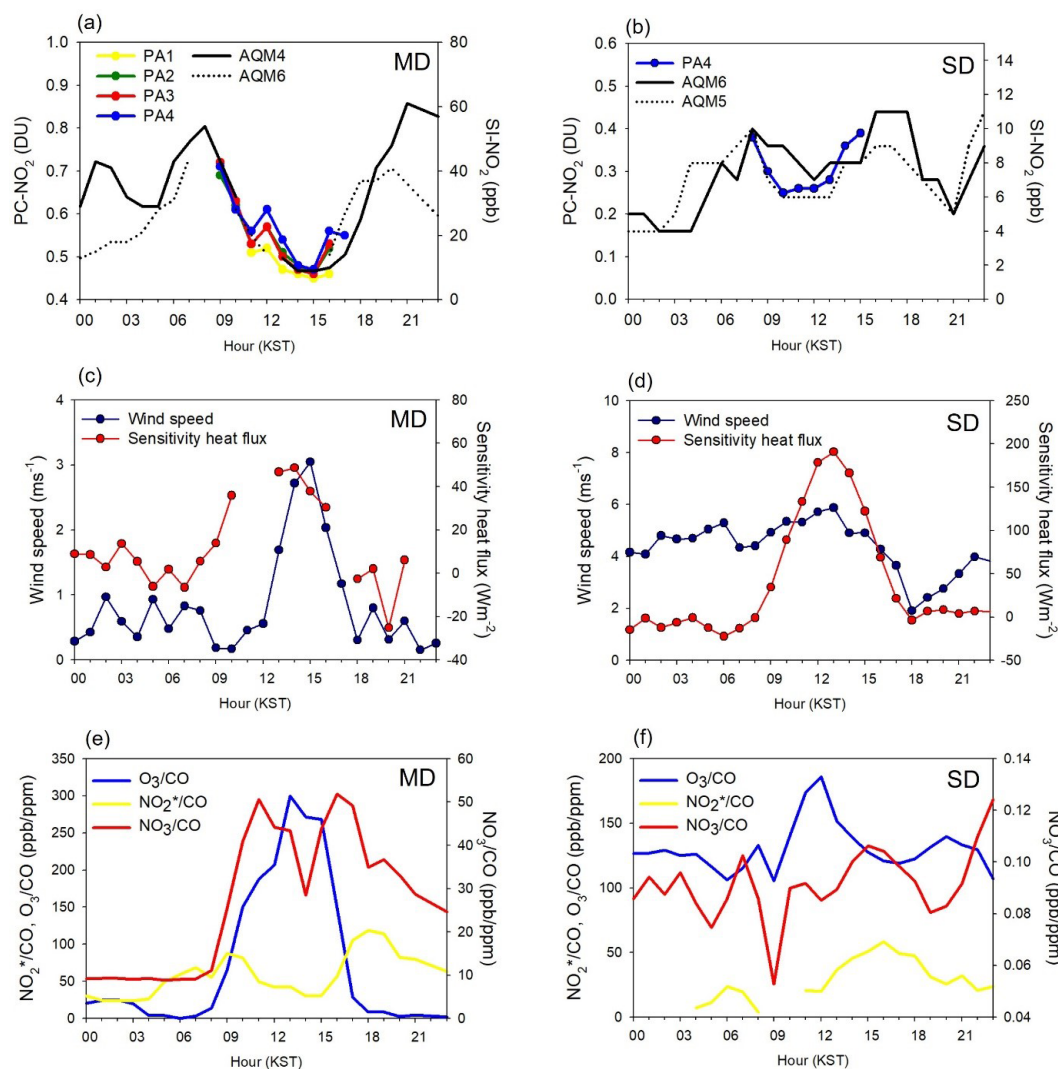 (a)
MD
PA1
PA2
PA3
PA4
AQM4
AQM6
PC-NO₂ (DU)
1.0
0.9
0.8
0.7
0.6
0.5
0.4
SI-NO₂ (ppb)
80
60
40
20
0
00 03 06 09 12 15 18 21
Hour (KST)
(b)
SD
PA4
AQM6
AQM5
PC-NO₂ (DU)
0.6
0.5
0.4
0.3
0.2
0.1
0.0
SI-NO₂ (ppb)
14
12
10
8
6
4
2
0
00 03 06 09 12 15 18 21
Hour (KST)
(c)
MD
Wind speed
Sensitivity heat flux
Wind speed (ms⁻¹)
4
3
2
1
0
Sensitivity heat flux (Wm⁻²)
80
60
40
20
0
-20
-40
00 03 06 09 12 15 18 21
Hour (KST)
(d)
SD
Wind speed
Sensitivity heat flux
Wind speed (ms⁻¹)
10
8
6
4
2
0
Sensitivity heat flux (Wm⁻²)
250
200
150
100
50
0
-50
00 03 06 09 12 15 18 21
Hour (KST)
(e)
MD
O₃/CO
NO₂*/CO
NO₃/CO
NO₂*/CO, O₃/CO (ppb/ppm)
350
300
250
200
150
100
50
0
NO₃/CO (ppb/ppm)
60
50
40
30
20
10
0
00 03 06 09 12 15 18 21
Hour (KST)
(f)
SD
O₃/CO
NO₂*/CO
NO₃/CO
NO₂*/CO, O₃/CO (ppb/ppm)
200
150
100
50
0
NO₃/CO (ppb/ppm)
0.14
0.12
0.10
0.08
0.06
0.04
00 03 06 09 12 15 18 21
Hour (KST)